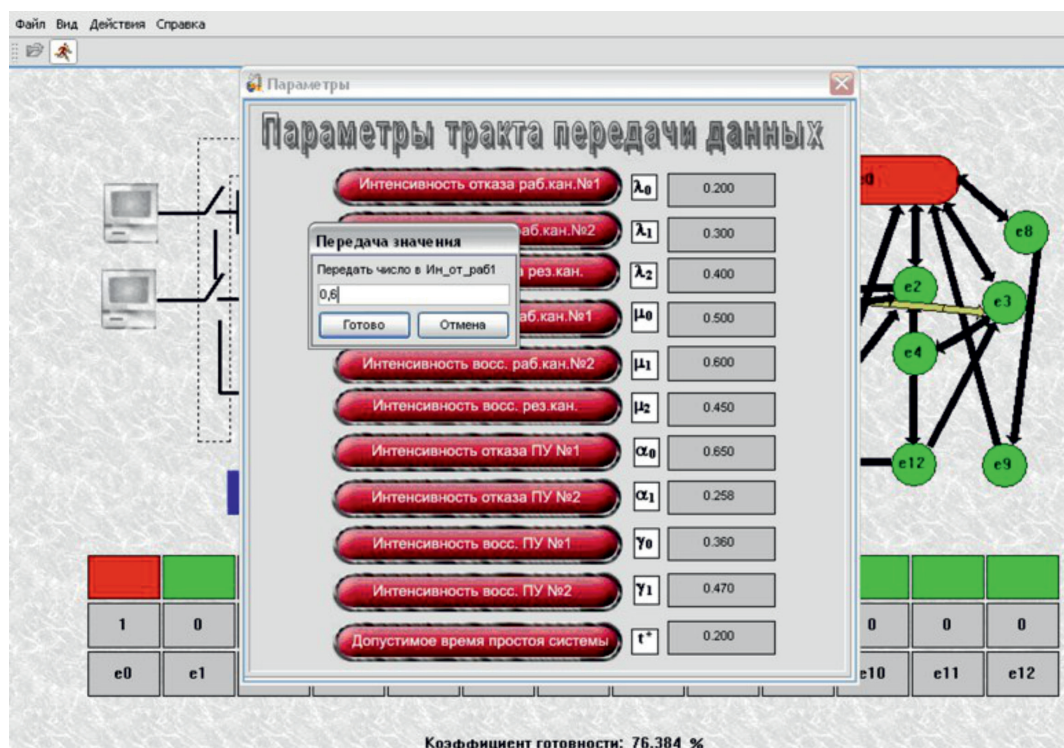 Файл Вид Действия Справка
Параметры
Параметры тракта передачи данных
Интенсивность отказа раб.кан.№1 λ0 0.200
раб.кан.№2 λ1 0.300
рез.кан. λ2 0.400
раб.кан.№1 μ0 0.500
Передача значения
Передать число в Ин_от_раб1
0,6
Готово Отмена
Интенсивность восс. раб.кан.№2 μ1 0.600
Интенсивность восс. рез.кан. μ2 0.450
Интенсивность отказа ПУ №1 α0 0.650
Интенсивность отказа ПУ №2 α1 0.258
Интенсивность восс. ПУ №1 γ0 0.360
Интенсивность восс. ПУ №2 γ1 0.470
Допустимое время простоя системы t* 0.200
e8
e2
e3
e4
e12
e9
1 0 0 0 0
e0 e1 e10 e11 e12
Коэффициент готовности: 76.384 %